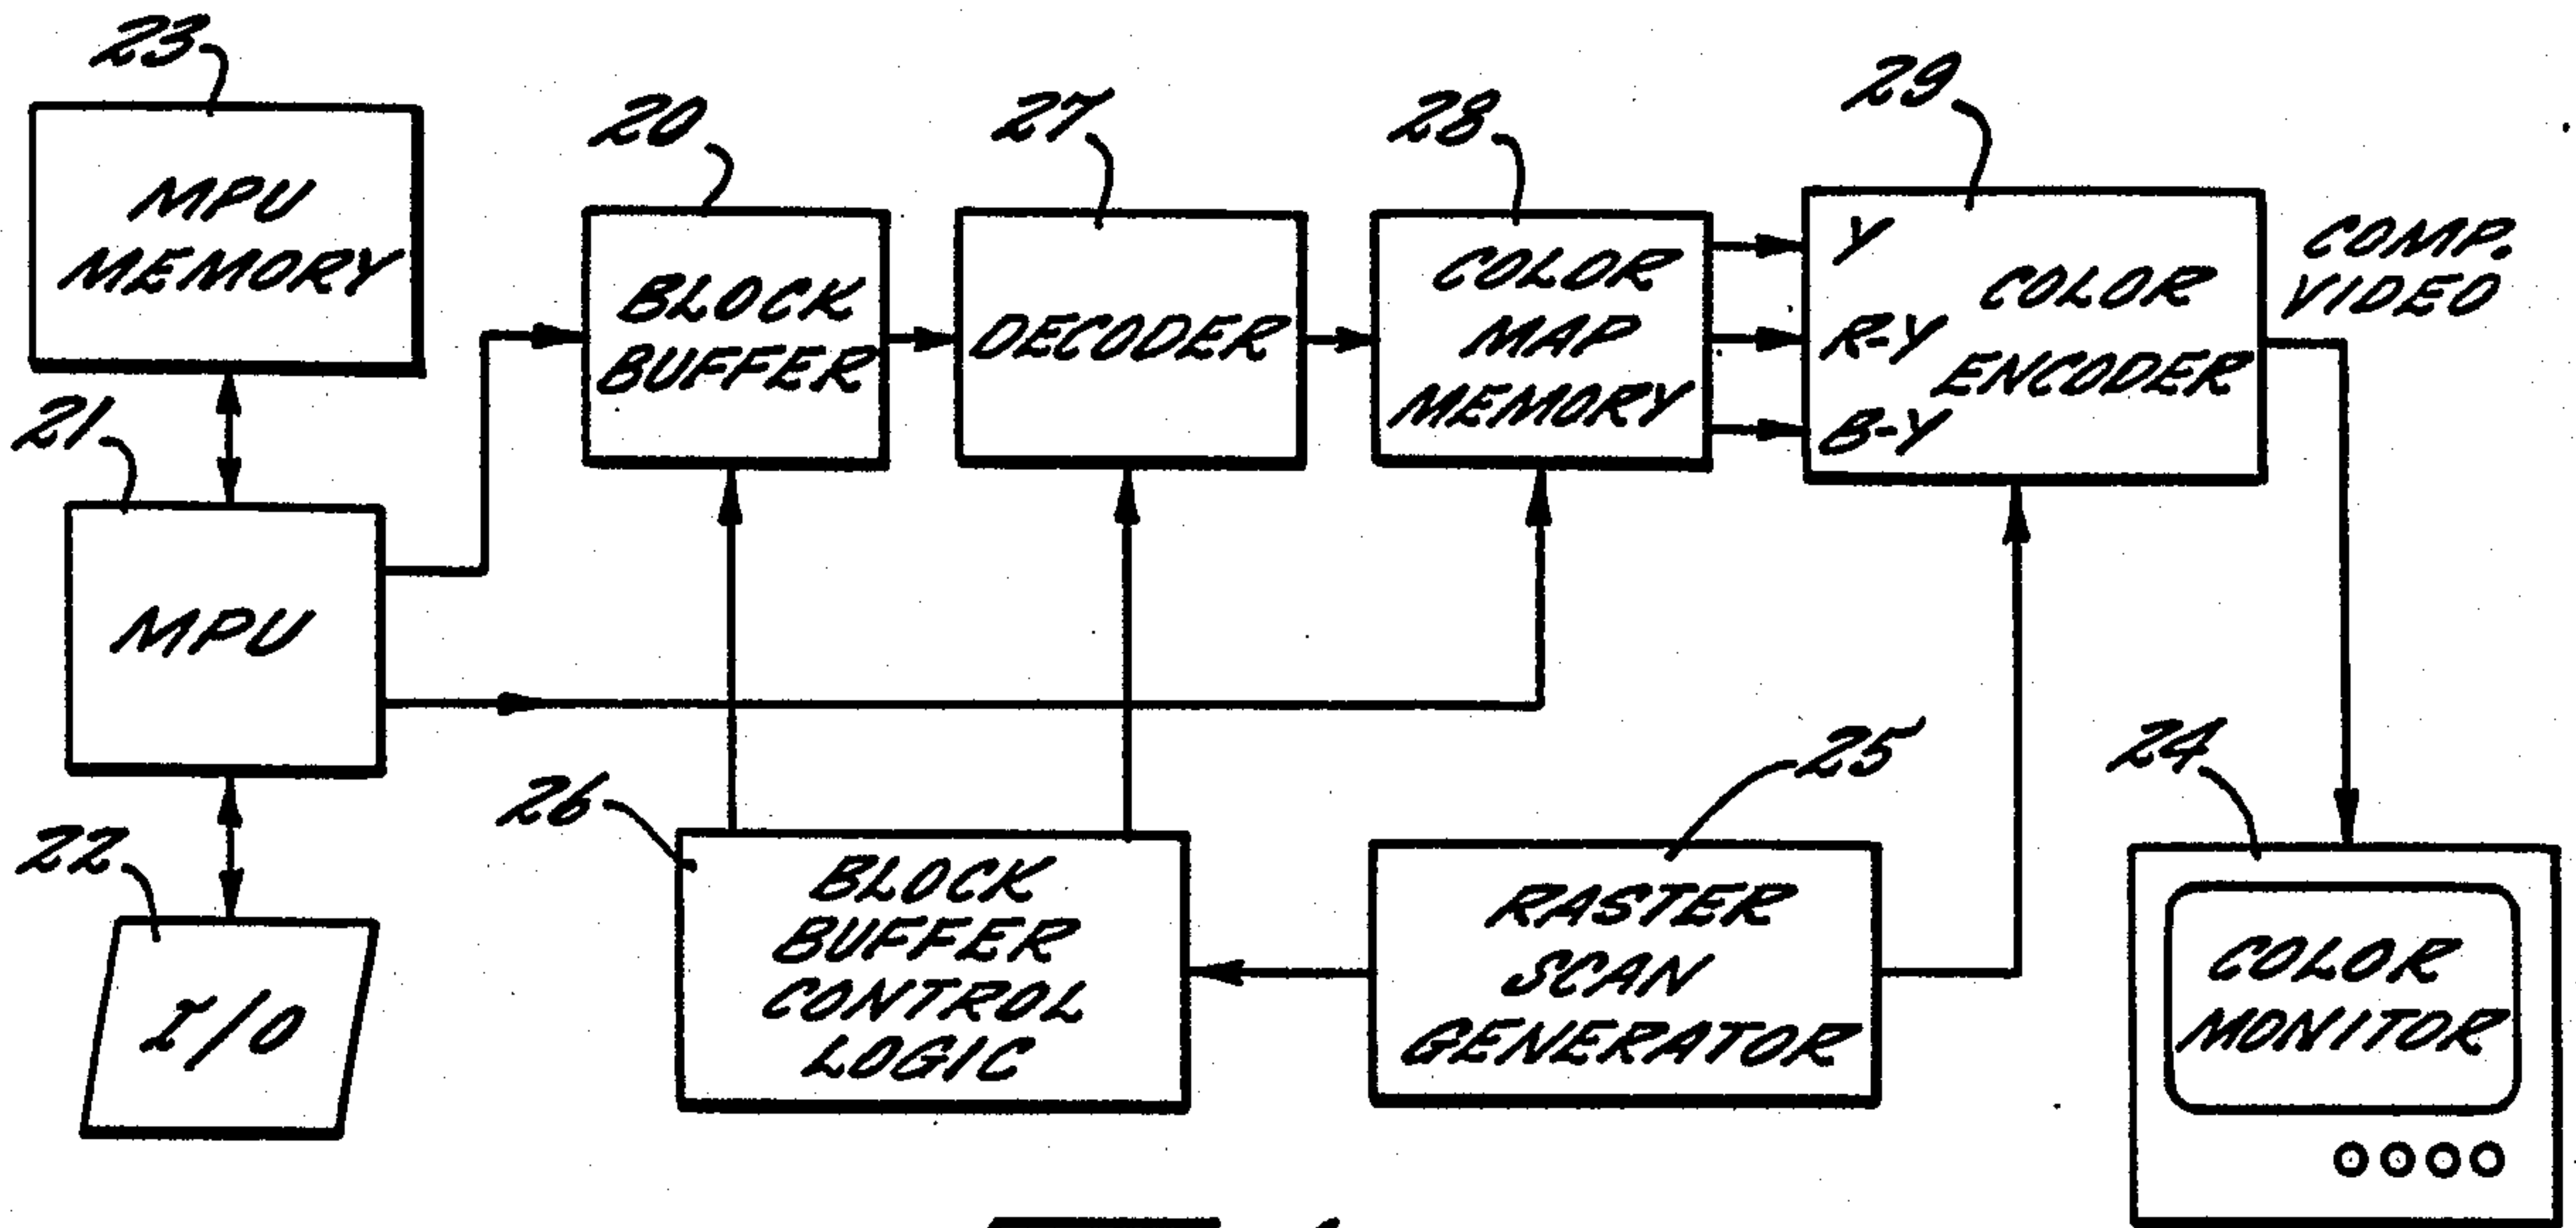 23
MPU
MEMORY
20
BLOCK
BUFFER
27
DECODER
28
COLOR
MAP
MEMORY
29
Y
R-Y
B-Y
COLOR
ENCODER
COMP.
VIDEO
21
MPU
22
I/O
26
BLOCK
BUFFER
CONTROL
LOGIC
25
RASTER
SCAN
GENERATOR
24
COLOR
MONITOR